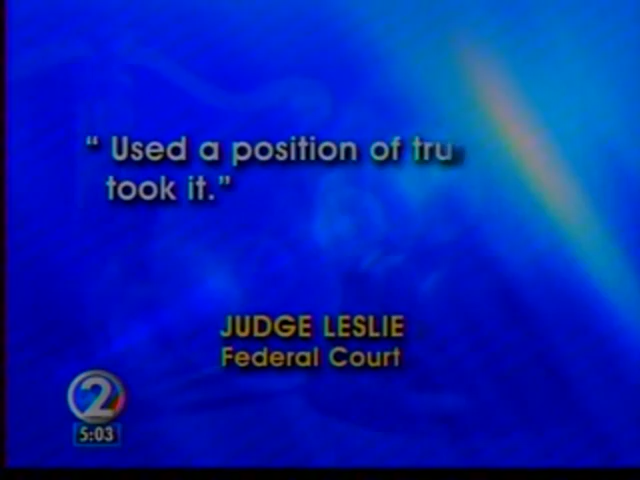 “ Used a position of tru
took it.”
JUDGE LESLIE
Federal Court
2
5:03